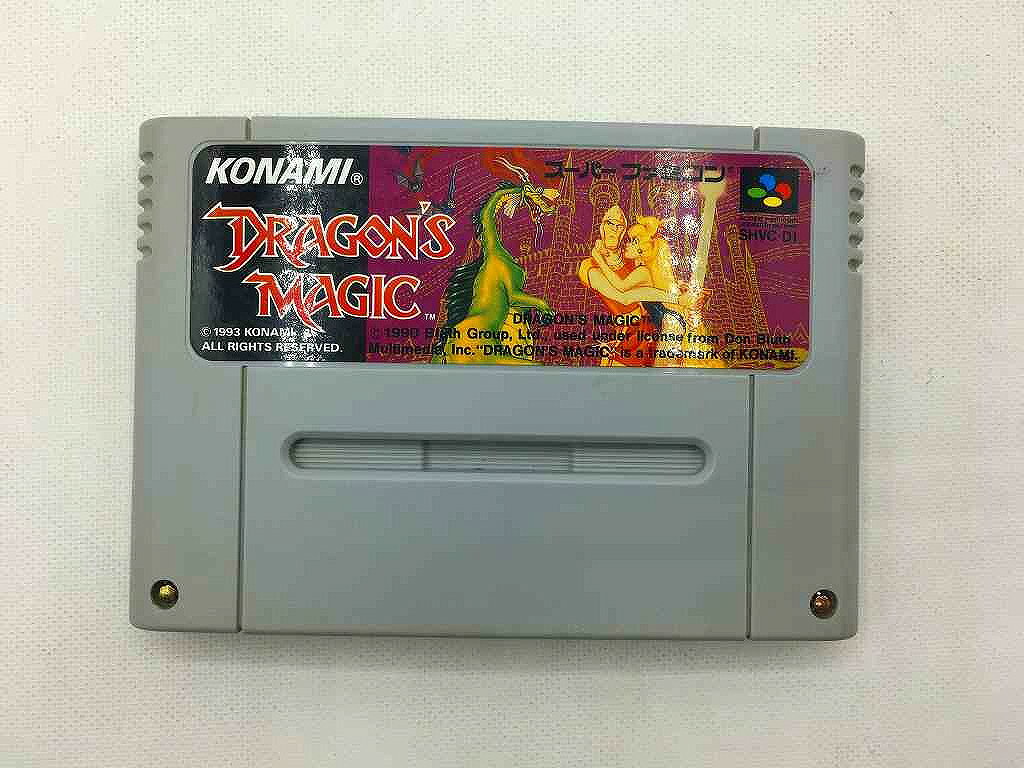 KONAMI®
スーパーファミコン®
DRAGON'S
MAGIC™
SHVC-DI
© 1993 KONAMI
ALL RIGHTS RESERVED.
DRAGON'S MAGIC™
© 1990 Bluth Group, Ltd., used under license from Don Bluth
Multimedia, Inc. "DRAGON'S MAGIC" is a trademark of KONAMI.